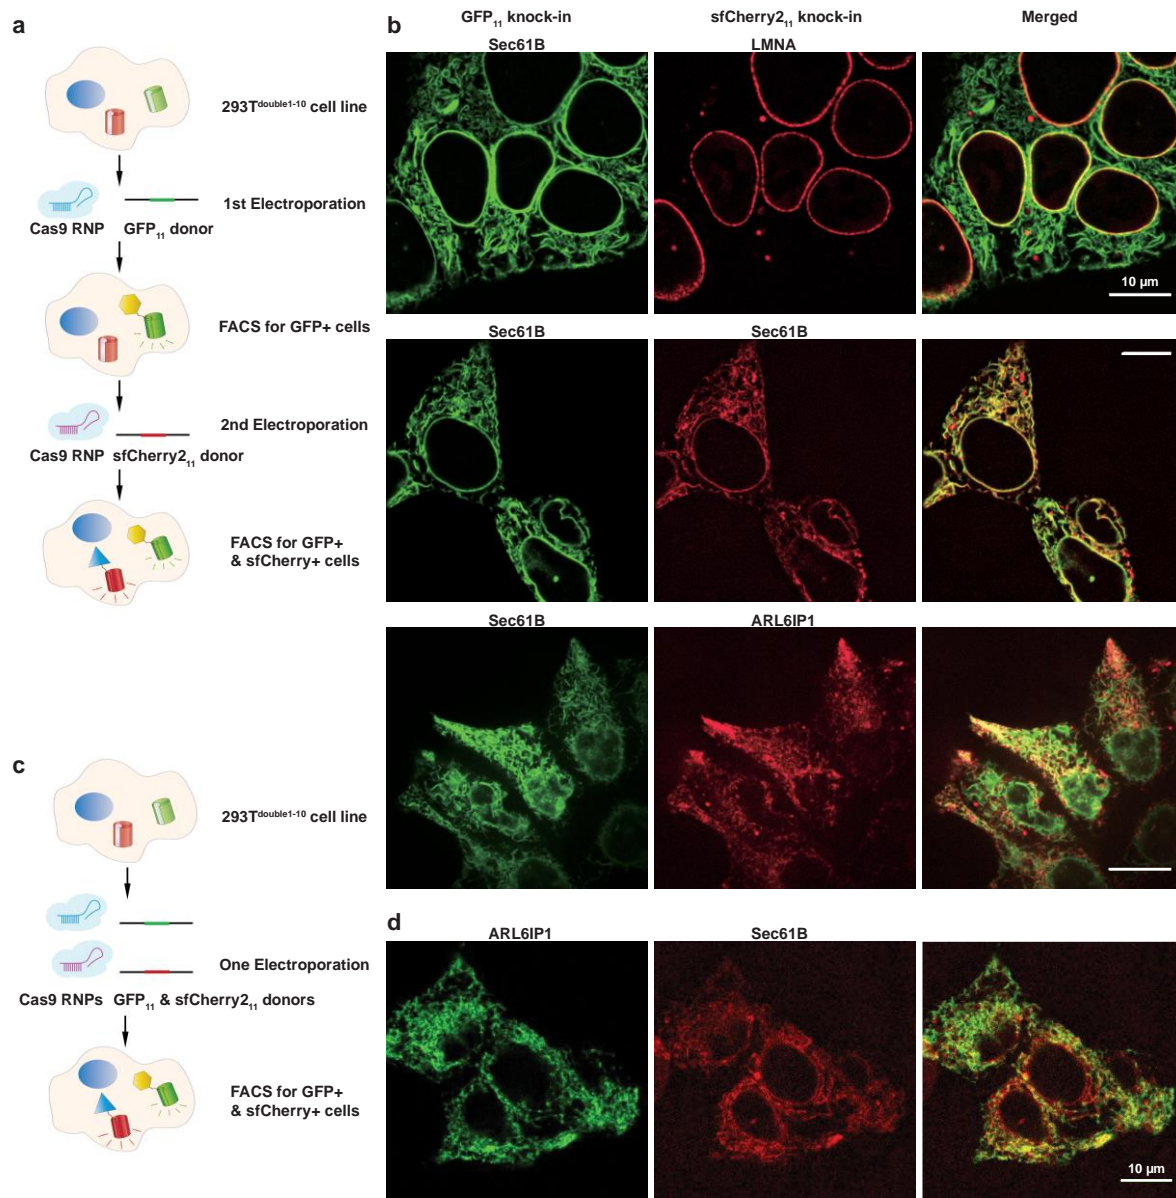 a
293T^double1-10 cell line
1st Electroporation
Cas9 RNP GFP₁₁ donor
FACS for GFP+ cells
2nd Electroporation
Cas9 RNP sfCherry2₁₁ donor
FACS for GFP+
& sfCherry+ cells
b
GFP₁₁ knock-in sfCherry2₁₁ knock-in Merged
Sec61B LMNA
10 µm
Sec61B Sec61B
Sec61B ARL6IP1
c
293T^double1-10 cell line
One Electroporation
Cas9 RNPs GFP₁₁ & sfCherry2₁₁ donors
FACS for GFP+
& sfCherry+ cells
d
ARL6IP1 Sec61B
10 µm